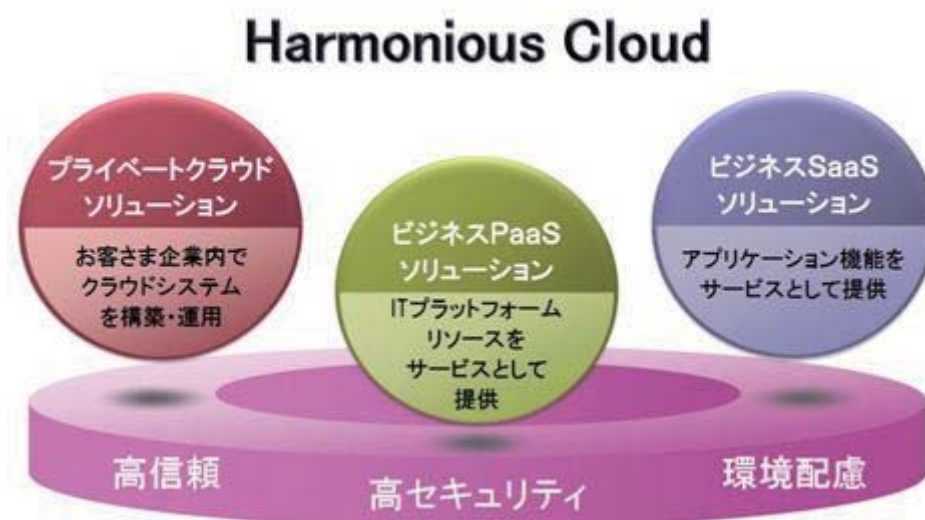 Harmonious Cloud
プライベートクラウド
ソリューション
お客さま企業内で
クラウドシステム
を構築・運用
ビジネスPaaS
ソリューション
ITプラットフォーム
リソースを
サービスとして
提供
ビジネスSaaS
ソリューション
アプリケーション機能を
サービスとして提供
高信頼
高セキュリティ
環境配慮